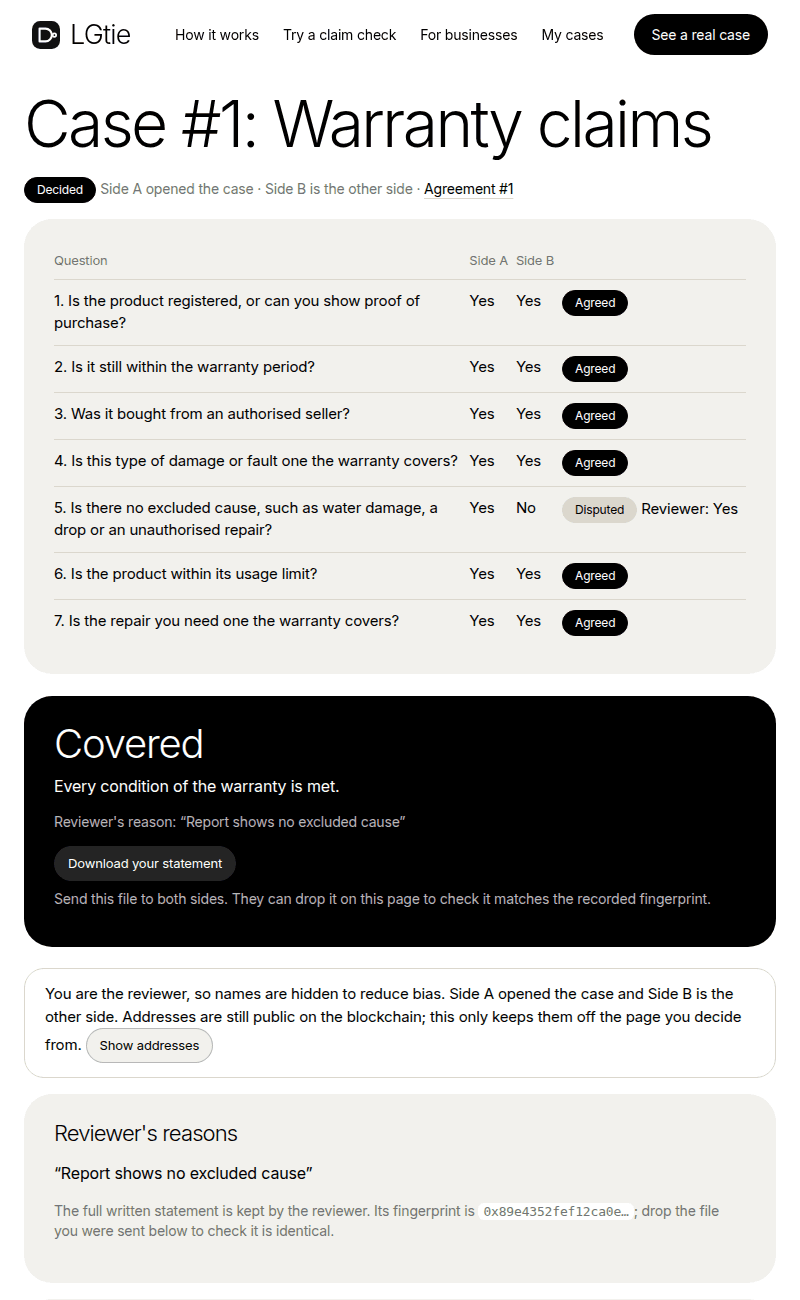 LGtie How it works Try a claim check For businesses My cases See a real case
Case #1: Warranty claims
Decided Side A opened the case · Side B is the other side · Agreement #1
Question Side A Side B
1. Is the product registered, or can you show proof of Yes Yes Agreed
purchase?
2. Is it still within the warranty period? Yes Yes Agreed
3. Was it bought from an authorised seller? Yes Yes Agreed
4. Is this type of damage or fault one the warranty covers? Yes Yes Agreed
5. Is there no excluded cause, such as water damage, a Yes No Disputed Reviewer: Yes
drop or an unauthorised repair?
6. Is the product within its usage limit? Yes Yes Agreed
7. Is the repair you need one the warranty covers? Yes Yes Agreed
Covered
Every condition of the warranty is met.
Reviewer's reason: “Report shows no excluded cause”
Download your statement
Send this file to both sides. They can drop it on this page to check it matches the recorded fingerprint.
You are the reviewer, so names are hidden to reduce bias. Side A opened the case and Side B is the
other side. Addresses are still public on the blockchain; this only keeps them off the page you decide
from. Show addresses
Reviewer's reasons
“Report shows no excluded cause”
The full written statement is kept by the reviewer. Its fingerprint is 0x89e4352fef12ca0e… ; drop the file
you were sent below to check it is identical.